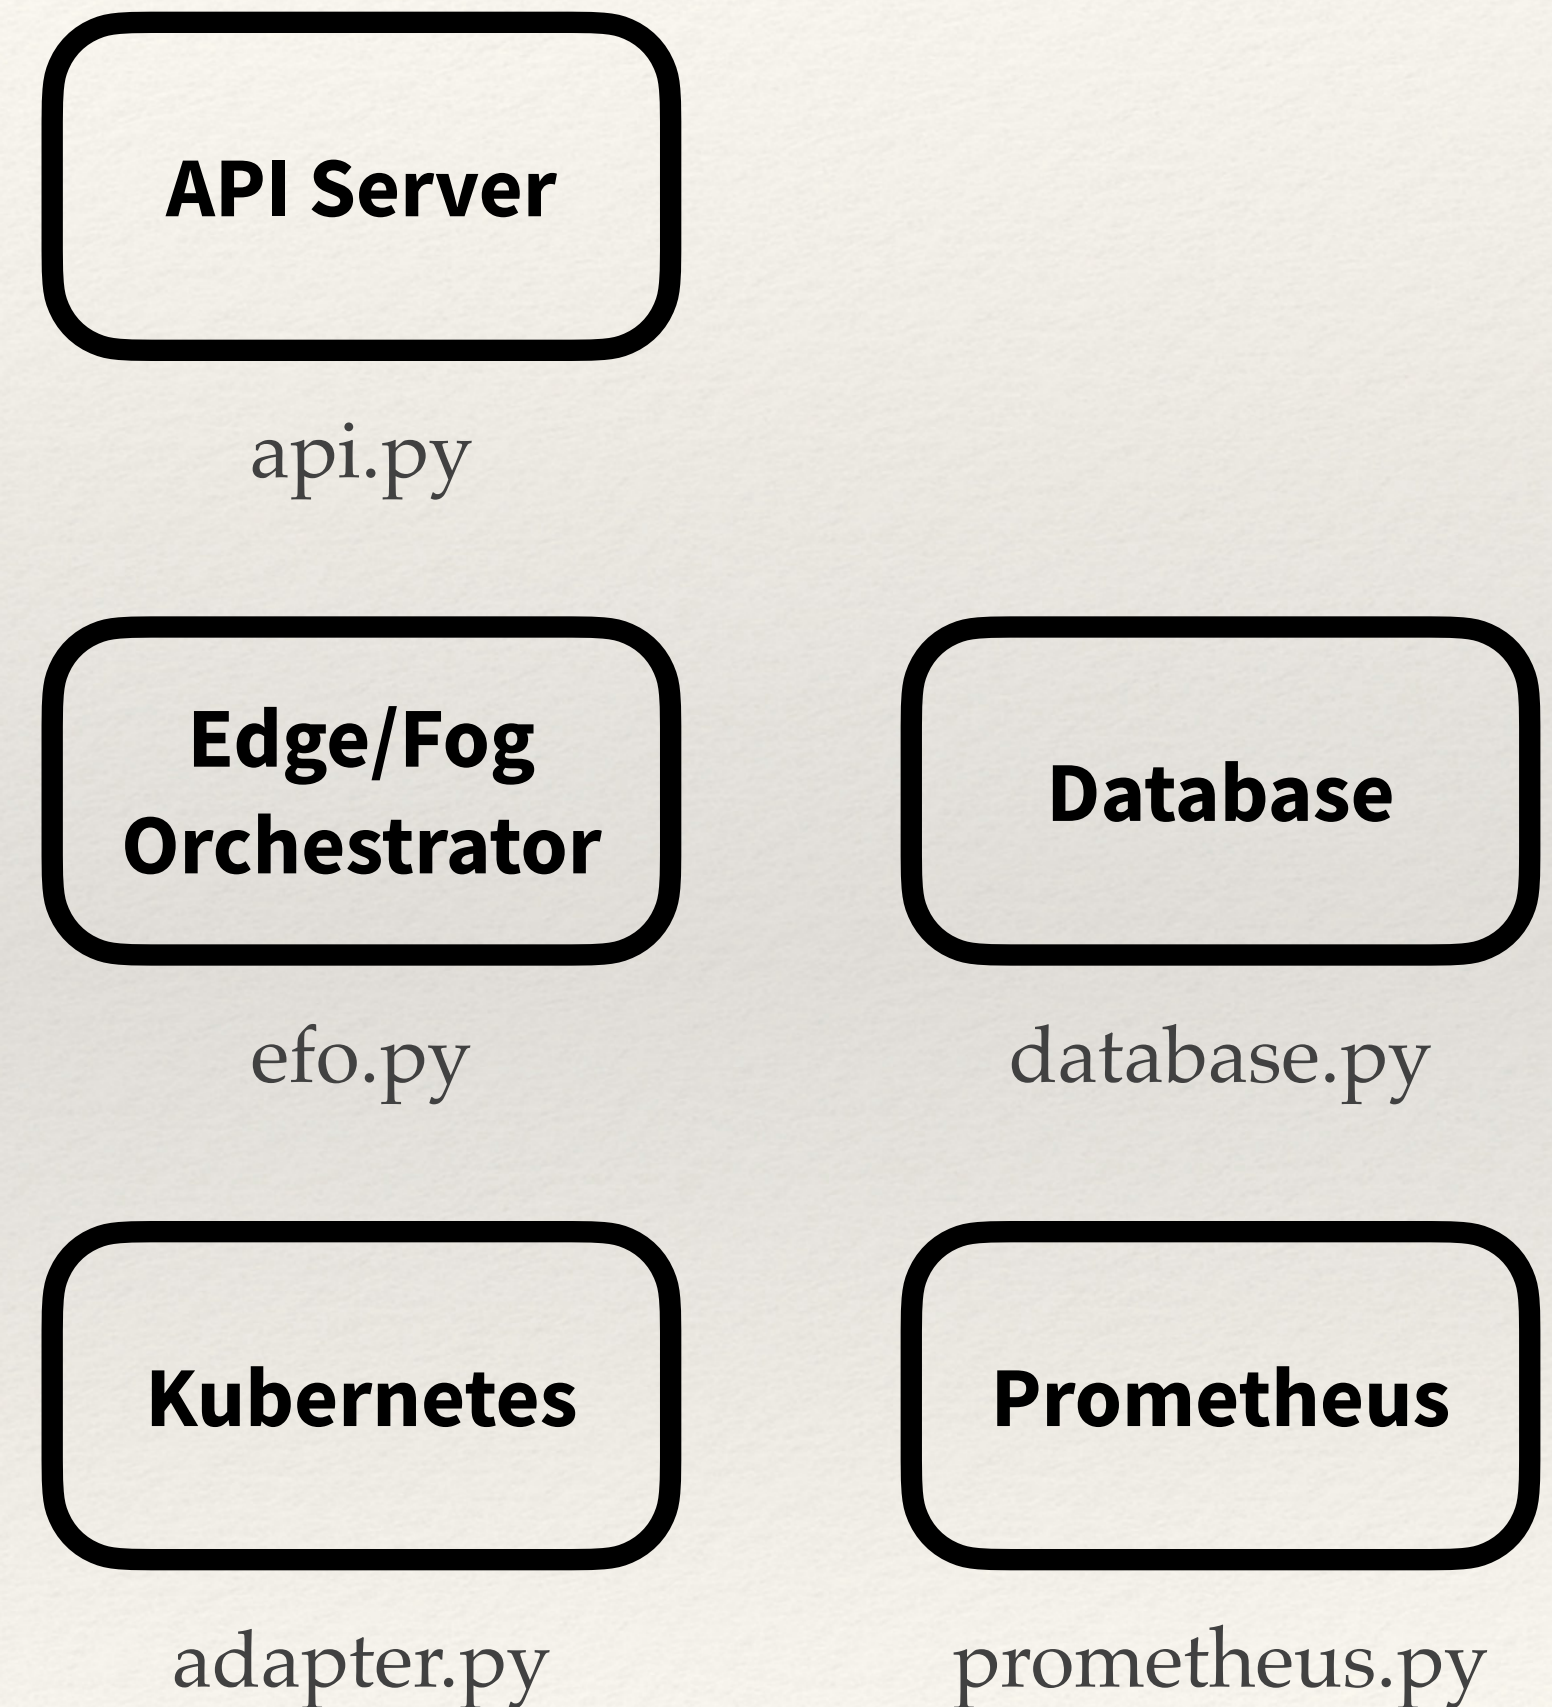 API Server
api.py
Edge/Fog
Orchestrator
efo.py
Database
database.py
Kubernetes
adapter.py
Prometheus
prometheus.py